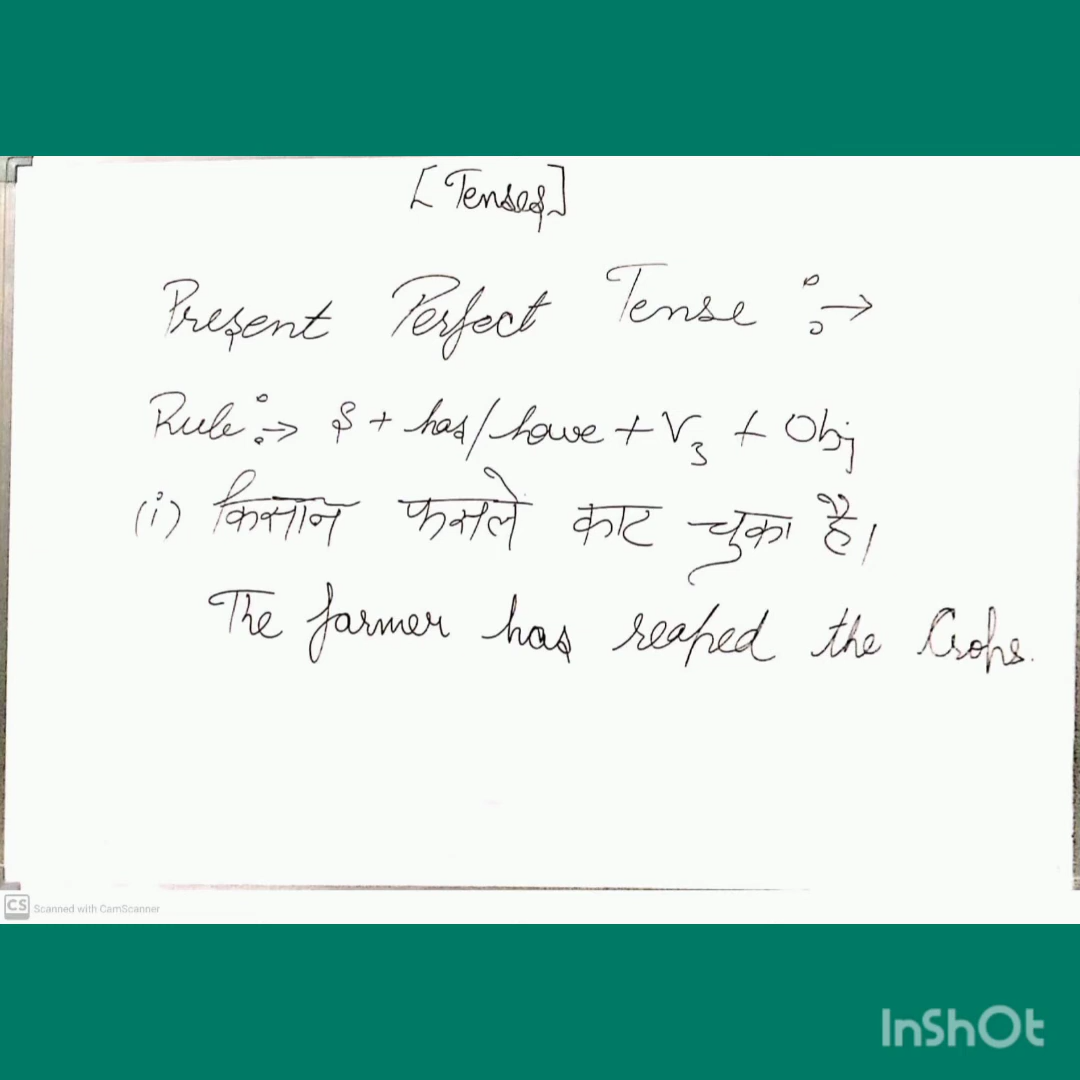 [Tenses]
Present Perfect Tense :→
Rule :→ S + has/have + V₃ + Obj
(i) किसान फसले काट चुका है।
The farmer has reaped the Crops.
CS Scanned with CamScanner
InShOt